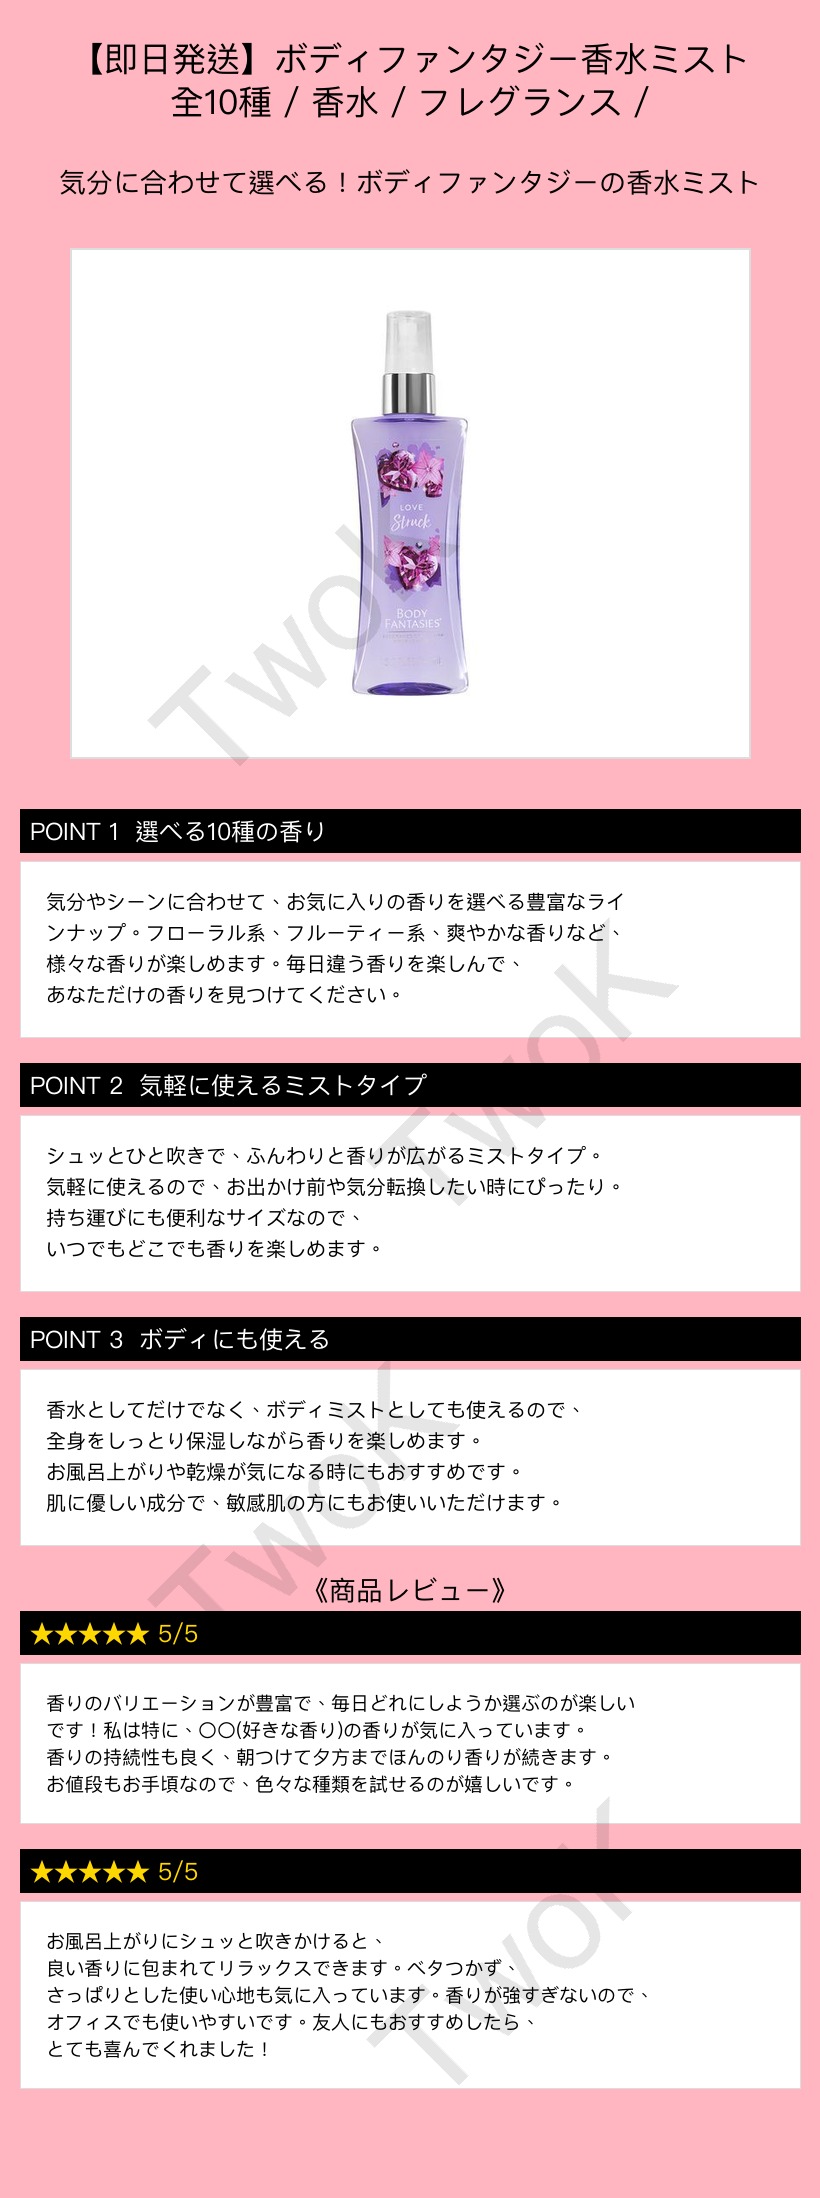 【即日発送】ボディファンタジー香水ミスト
全10種 / 香水 / フレグランス /
気分に合わせて選べる！ボディファンタジーの香水ミスト
LOVE
Struck
BODY
FANTASIES
TwoK
POINT 1 選べる10種の香り
気分やシーンに合わせて、お気に入りの香りを選べる豊富なライ
ンナップ。フローラル系、フルーティー系、爽やかな香りなど、
様々な香りが楽しめます。毎日違う香りを楽しんで、
あなただけの香りを見つけてください。
TwoK
POINT 2 気軽に使えるミストタイプ
シュッとひと吹きで、ふんわりと香りが広がるミストタイプ。
気軽に使えるので、お出かけ前や気分転換したい時にぴったり。
持ち運びにも便利なサイズなので、
いつでもどこでも香りを楽しめます。
POINT 3 ボディにも使える
香水としてだけでなく、ボディミストとしても使えるので、
全身をしっとり保湿しながら香りを楽しめます。
お風呂上がりや乾燥が気になる時にもおすすめです。
肌に優しい成分で、敏感肌の方にもお使いいただけます。
TwoK
《商品レビュー》
★★★★★ 5/5
香りのバリエーションが豊富で、毎日どれにしようか選ぶのが楽しい
です！私は特に、〇〇(好きな香り)の香りが気に入っています。
香りの持続性も良く、朝つけて夕方までほんのり香りが続きます。
お値段もお手頃なので、色々な種類を試せるのが嬉しいです。
★★★★★ 5/5
お風呂上がりにシュッと吹きかけると、
良い香りに包まれてリラックスできます。ベタつかず、
さっぱりとした使い心地も気に入っています。香りが強すぎないので、
オフィスでも使いやすいです。友人にもおすすめしたら、
とても喜んでくれました！
TwoK